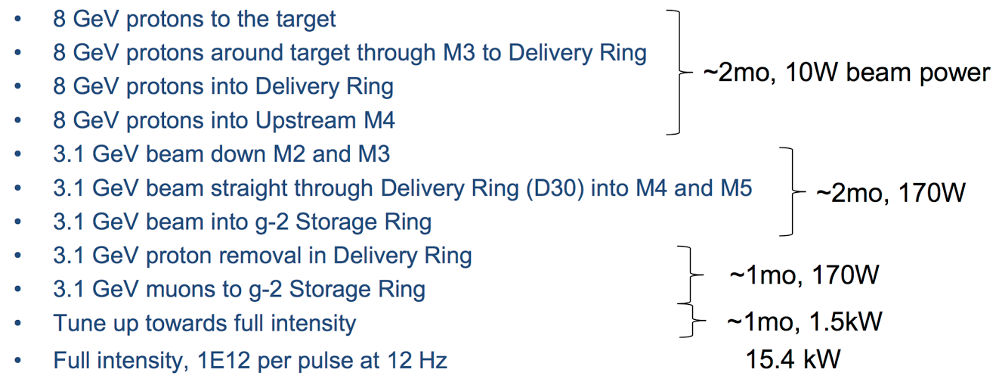 • 8 GeV protons to the target
• 8 GeV protons around target through M3 to Delivery Ring
• 8 GeV protons into Delivery Ring
• 8 GeV protons into Upstream M4
~2mo, 10W beam power
• 3.1 GeV beam down M2 and M3
• 3.1 GeV beam straight through Delivery Ring (D30) into M4 and M5
• 3.1 GeV beam into g-2 Storage Ring
~2mo, 170W
• 3.1 GeV proton removal in Delivery Ring
• 3.1 GeV muons to g-2 Storage Ring
~1mo, 170W
• Tune up towards full intensity
~1mo, 1.5kW
• Full intensity, 1E12 per pulse at 12 Hz
15.4 kW